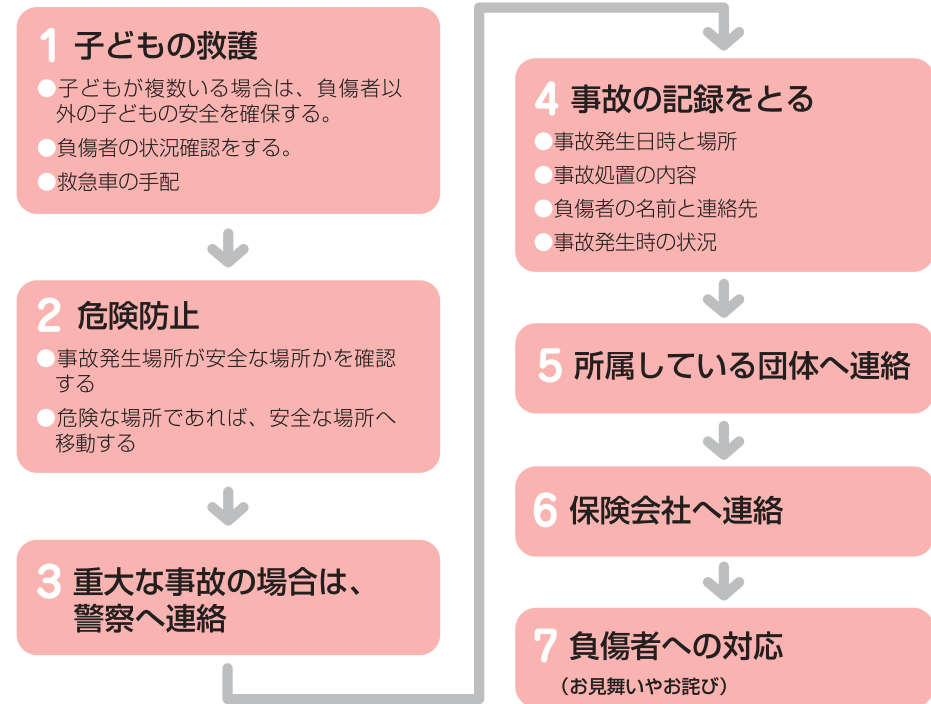 1 子どもの救護
●子どもが複数いる場合は、負傷者以
外の子どもの安全を確保する。
●負傷者の状況確認をする。
●救急車の手配
2 危険防止
●事故発生場所が安全な場所かを確認
する
●危険な場所であれば、安全な場所へ
移動する
3 重大な事故の場合は、
警察へ連絡
4 事故の記録をとる
●事故発生日時と場所
●事故処置の内容
●負傷者の名前と連絡先
●事故発生時の状況
5 所属している団体へ連絡
6 保険会社へ連絡
7 負傷者への対応
（お見舞いやお詫び）